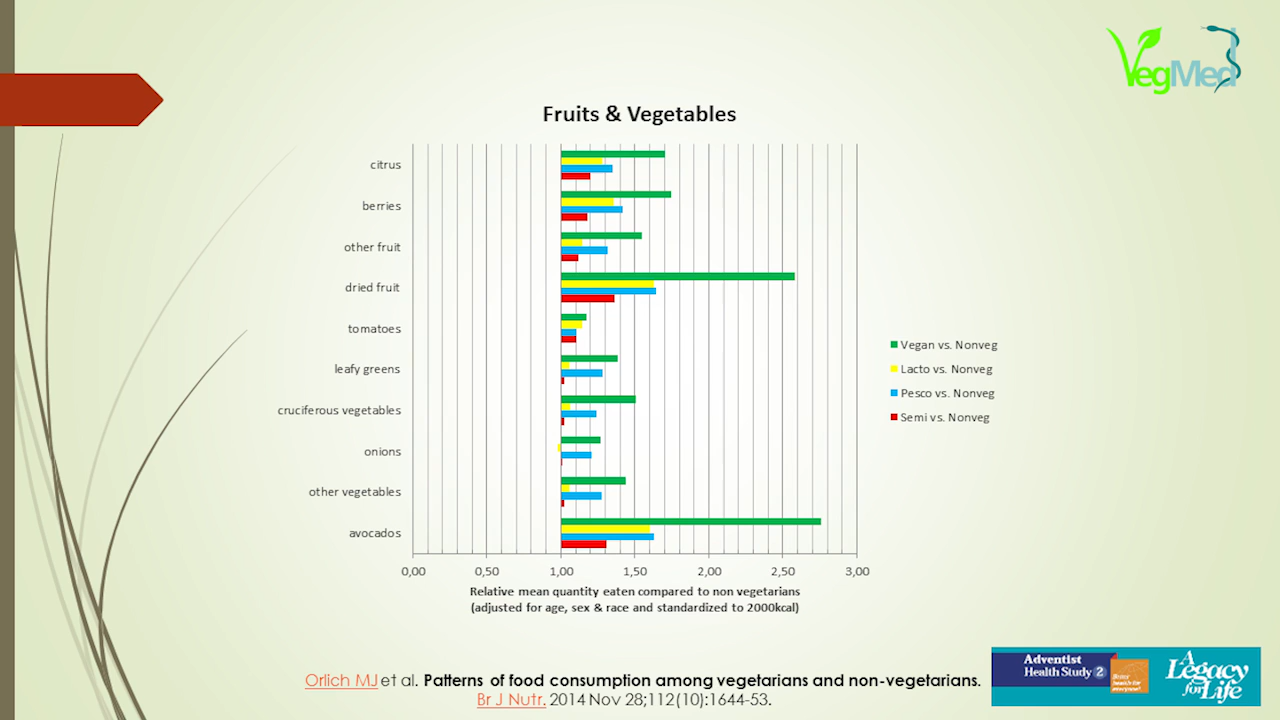 VegMed
Fruits & Vegetables
citrus
berries
other fruit
dried fruit
tomatoes
leafy greens
cruciferous vegetables
onions
other vegetables
avocados
0,00 0,50 1,00 1,50 2,00 2,50 3,00
Relative mean quantity eaten compared to non vegetarians
(adjusted for age, sex & race and standardized to 2000kcal)
Vegan vs. Nonveg
Lacto vs. Nonveg
Pesco vs. Nonveg
Semi vs. Nonveg
Orlich MJ et al. Patterns of food consumption among vegetarians and non-vegetarians.
Br J Nutr. 2014 Nov 28;112(10):1644-53.
Adventist
Health Study 2
Better
health for
everyone!
A
Legacy
for
Life